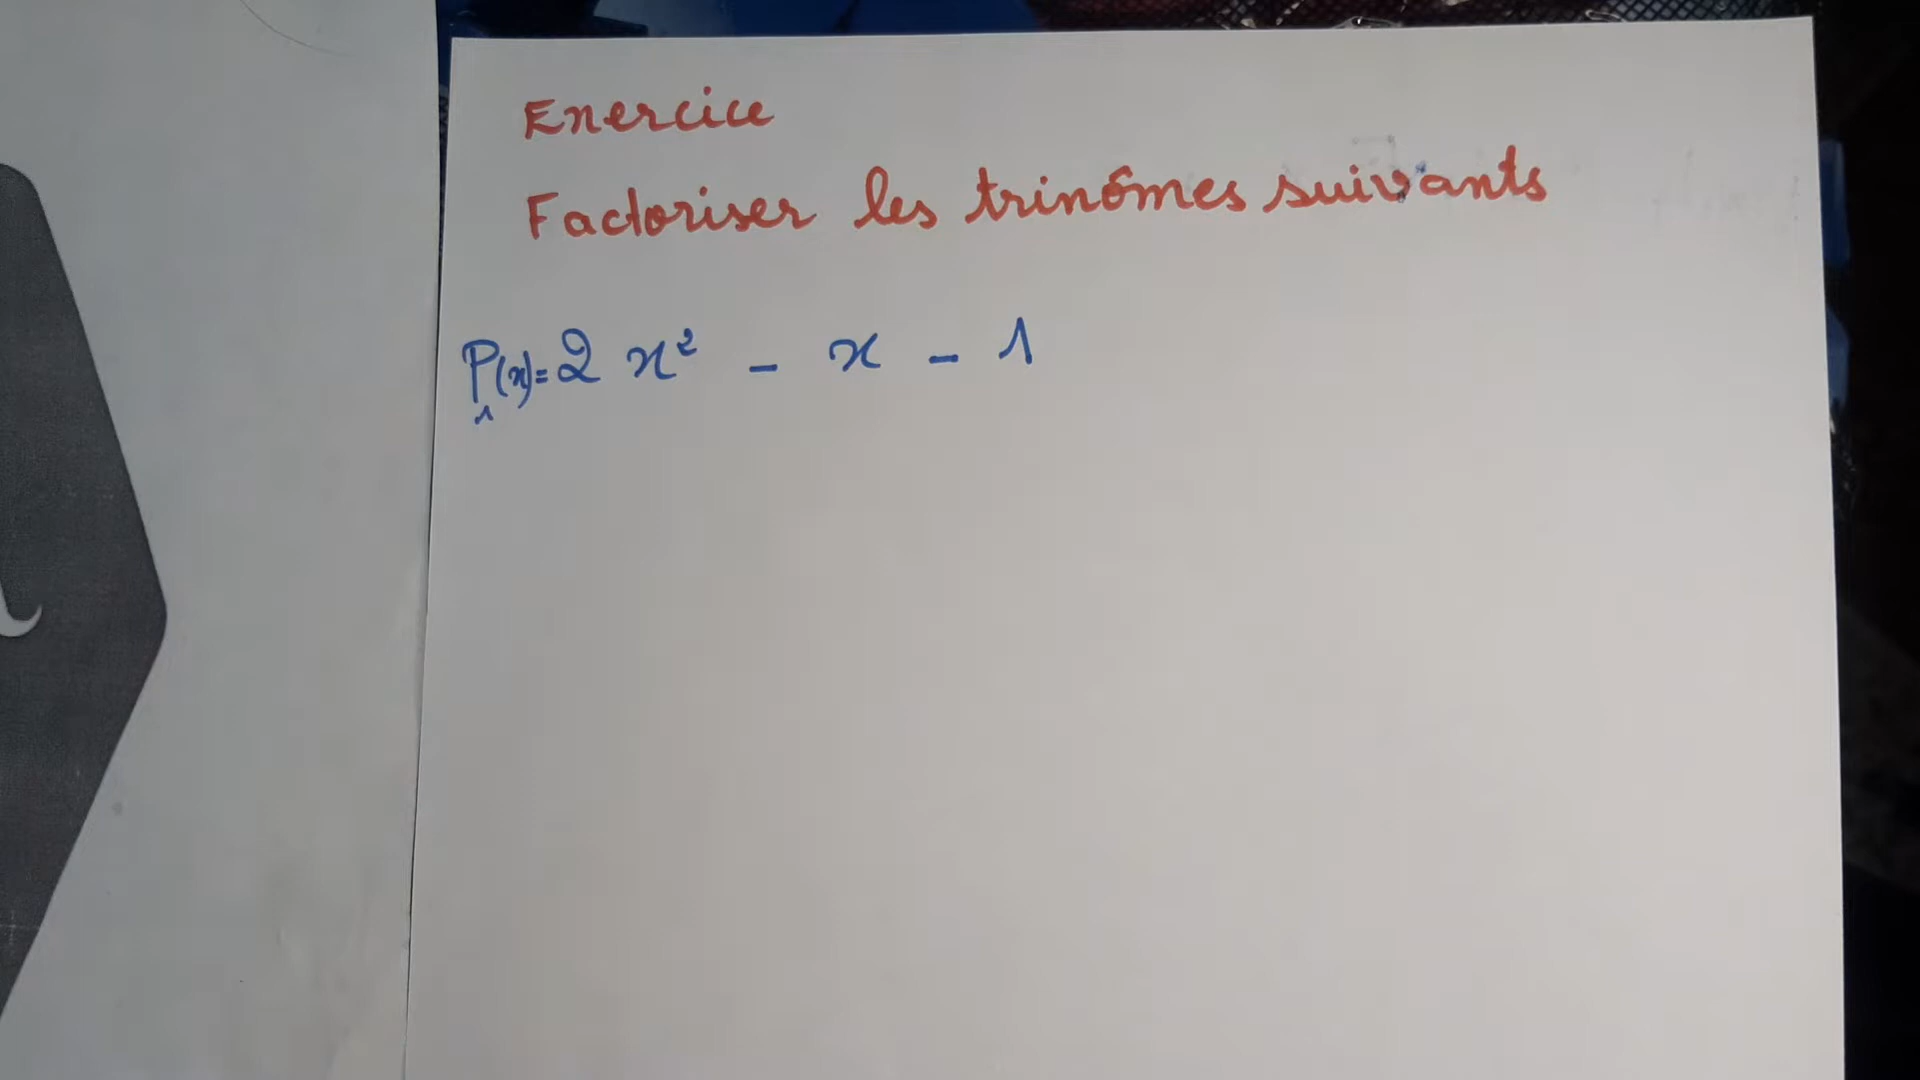 Exercice
Factoriser les trinômes suivants
P₁(x)= 2x² - x - 1